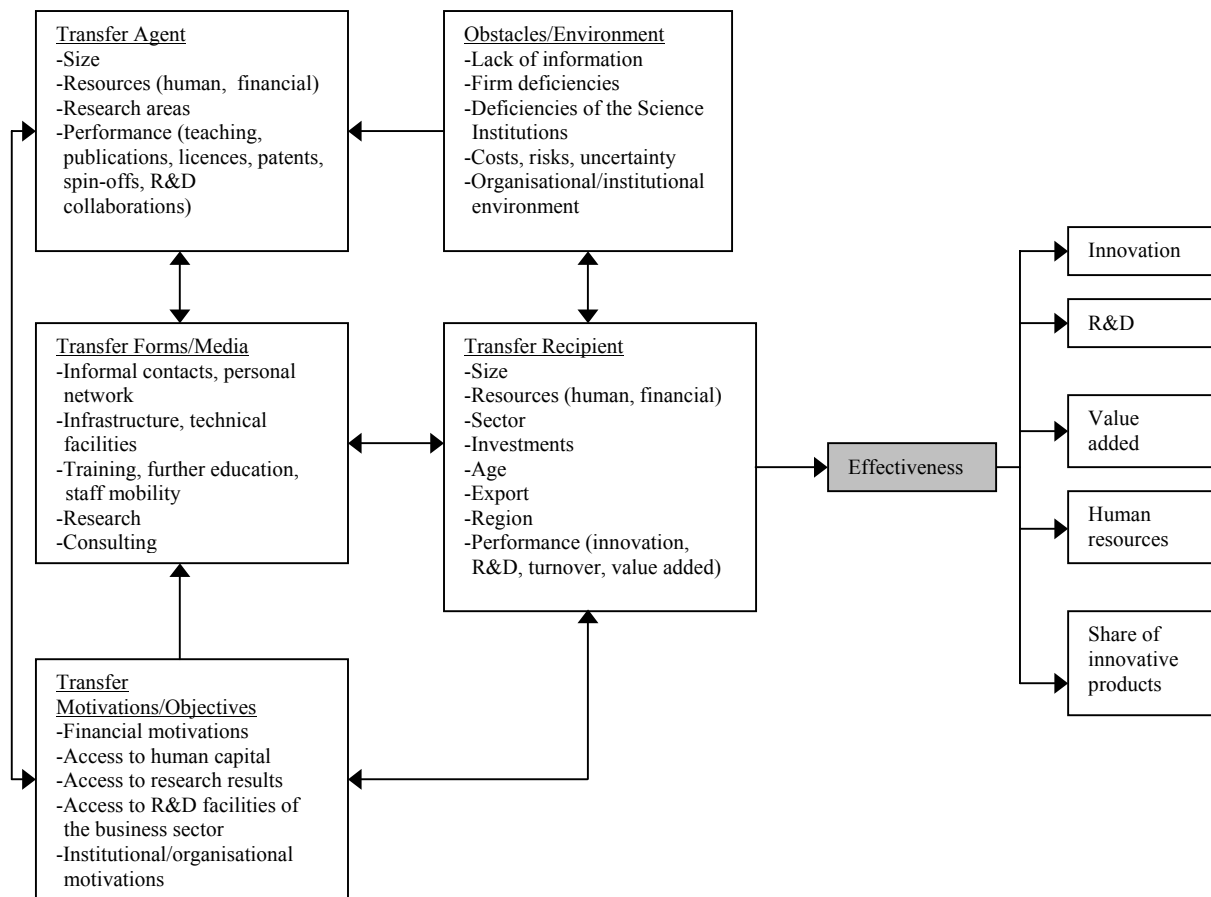 Transfer Agent
-Size
-Resources (human, financial)
-Research areas
-Performance (teaching,
publications, licences, patents,
spin-offs, R&D
collaborations)
Obstacles/Environment
-Lack of information
-Firm deficiencies
-Deficiencies of the Science
Institutions
-Costs, risks, uncertainty
-Organisational/institutional
environment
Transfer Forms/Media
-Informal contacts, personal
network
-Infrastructure, technical
facilities
-Training, further education,
staff mobility
-Research
-Consulting
Transfer Recipient
-Size
-Resources (human, financial)
-Sector
-Investments
-Age
-Export
-Region
-Performance (innovation,
R&D, turnover, value added)
Transfer
Motivations/Objectives
-Financial motivations
-Access to human capital
-Access to research results
-Access to R&D facilities of
the business sector
-Institutional/organisational
motivations
Effectiveness
Innovation
R&D
Value
added
Human
resources
Share of
innovative
products